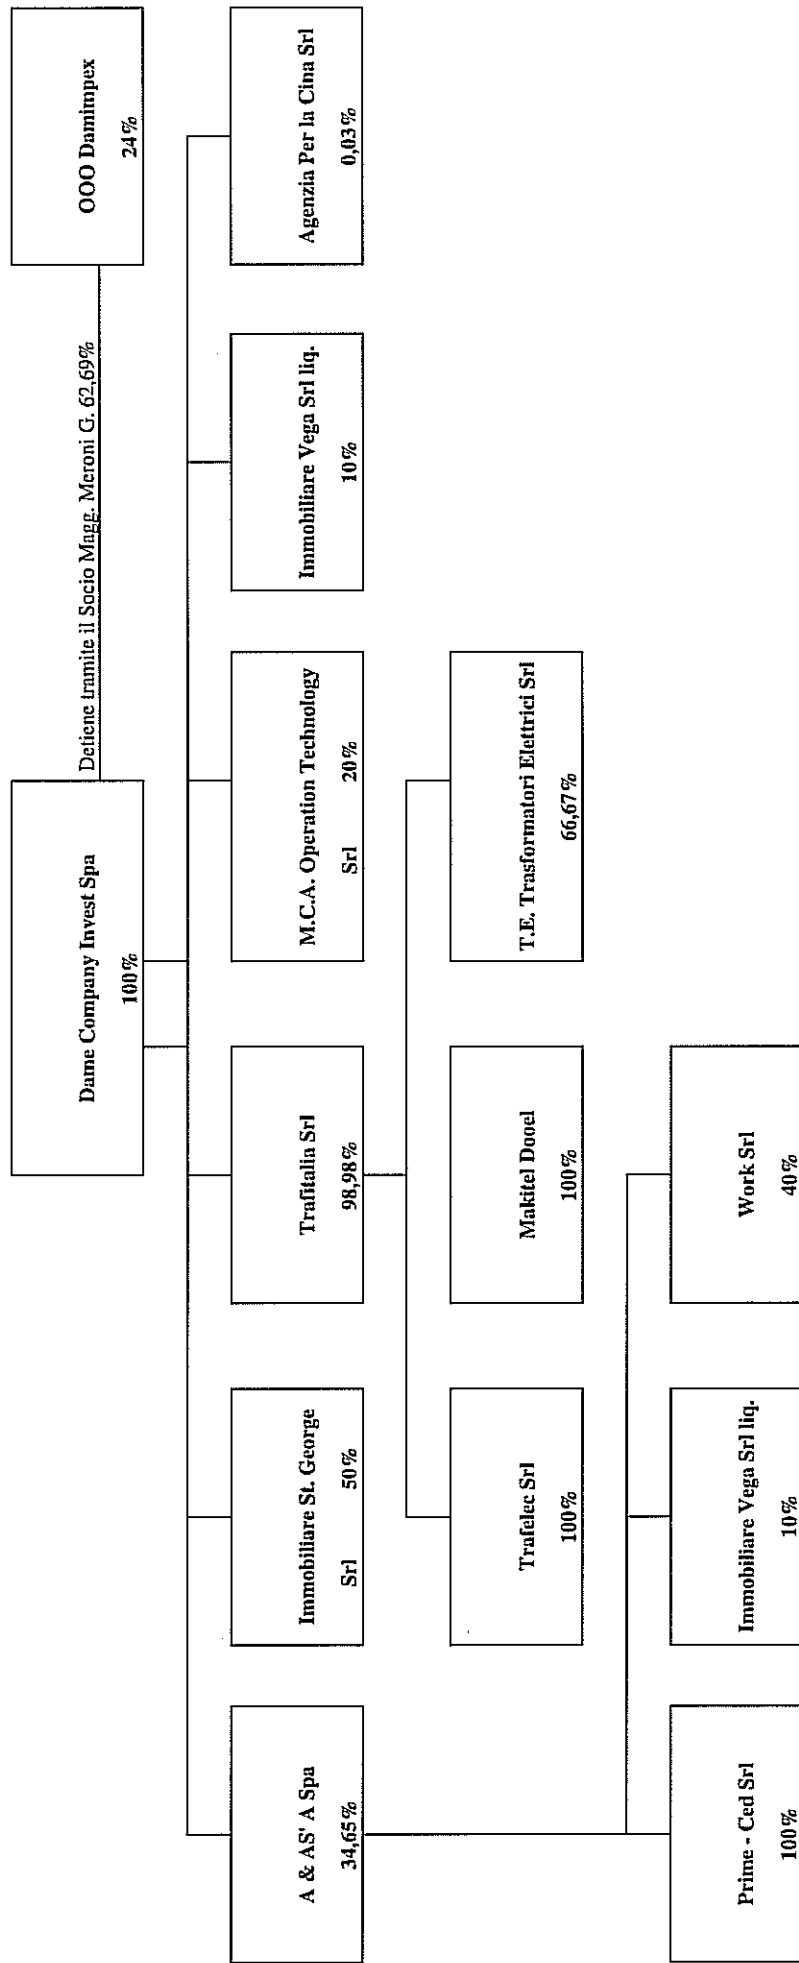 Dame Company Invest Spa
100%
Detiene tramite il Socio Magg. Meroni G. 62,69%
OOO Damimpex
24%
A & AS' A Spa
34,65%
Immobiliare St. George
Srl 50%
Trafitalia Srl
98,98%
M.C.A. Operation Technology
Srl 20%
Immobiliare Vega Srl liq.
10%
Agenzia Per la Cina Srl
0,03%
Trafelec Srl
100%
Makitel Dooel
100%
T.E. Trasformatori Elettrici Srl
66,67%
Prime - Ced Srl
100%
Immobiliare Vega Srl liq.
10%
Work Srl
40%